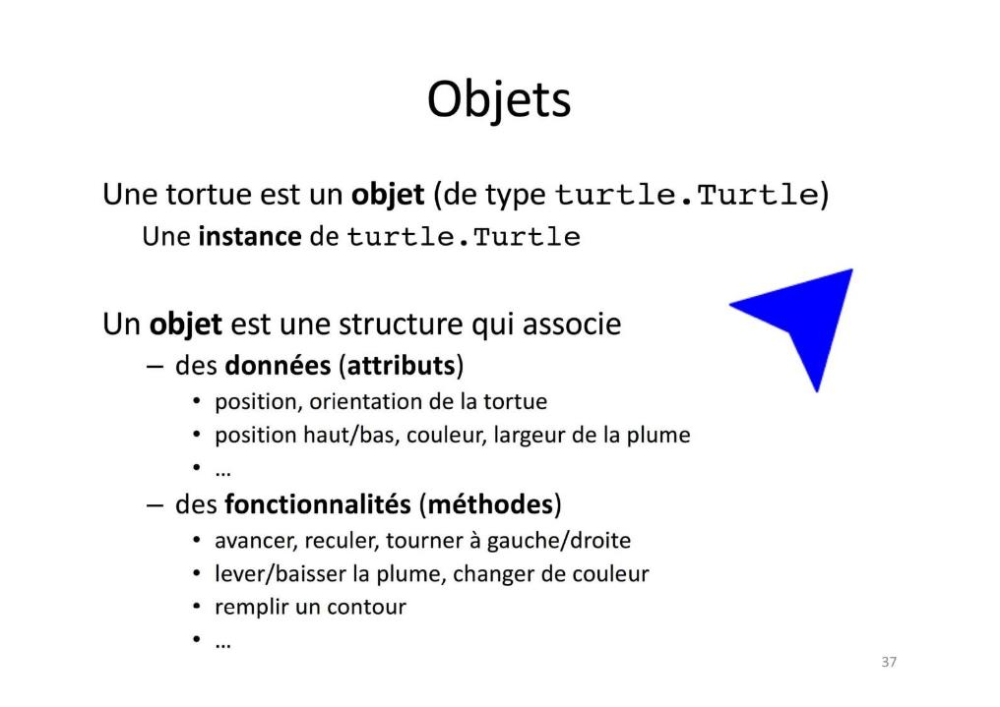 Objets
Une tortue est un objet (de type turtle.Turtle)
Une instance de turtle.Turtle
Un objet est une structure qui associe
– des données (attributs)
• position, orientation de la tortue
• position haut/bas, couleur, largeur de la plume
• …
– des fonctionnalités (méthodes)
• avancer, reculer, tourner à gauche/droite
• lever/baisser la plume, changer de couleur
• remplir un contour
• …
37